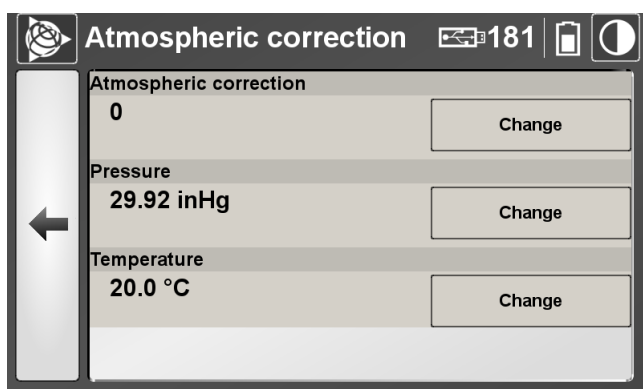 Atmospheric correction 181
Atmospheric correction
0
Change
Pressure
29.92 inHg
Change
Temperature
20.0 °C
Change